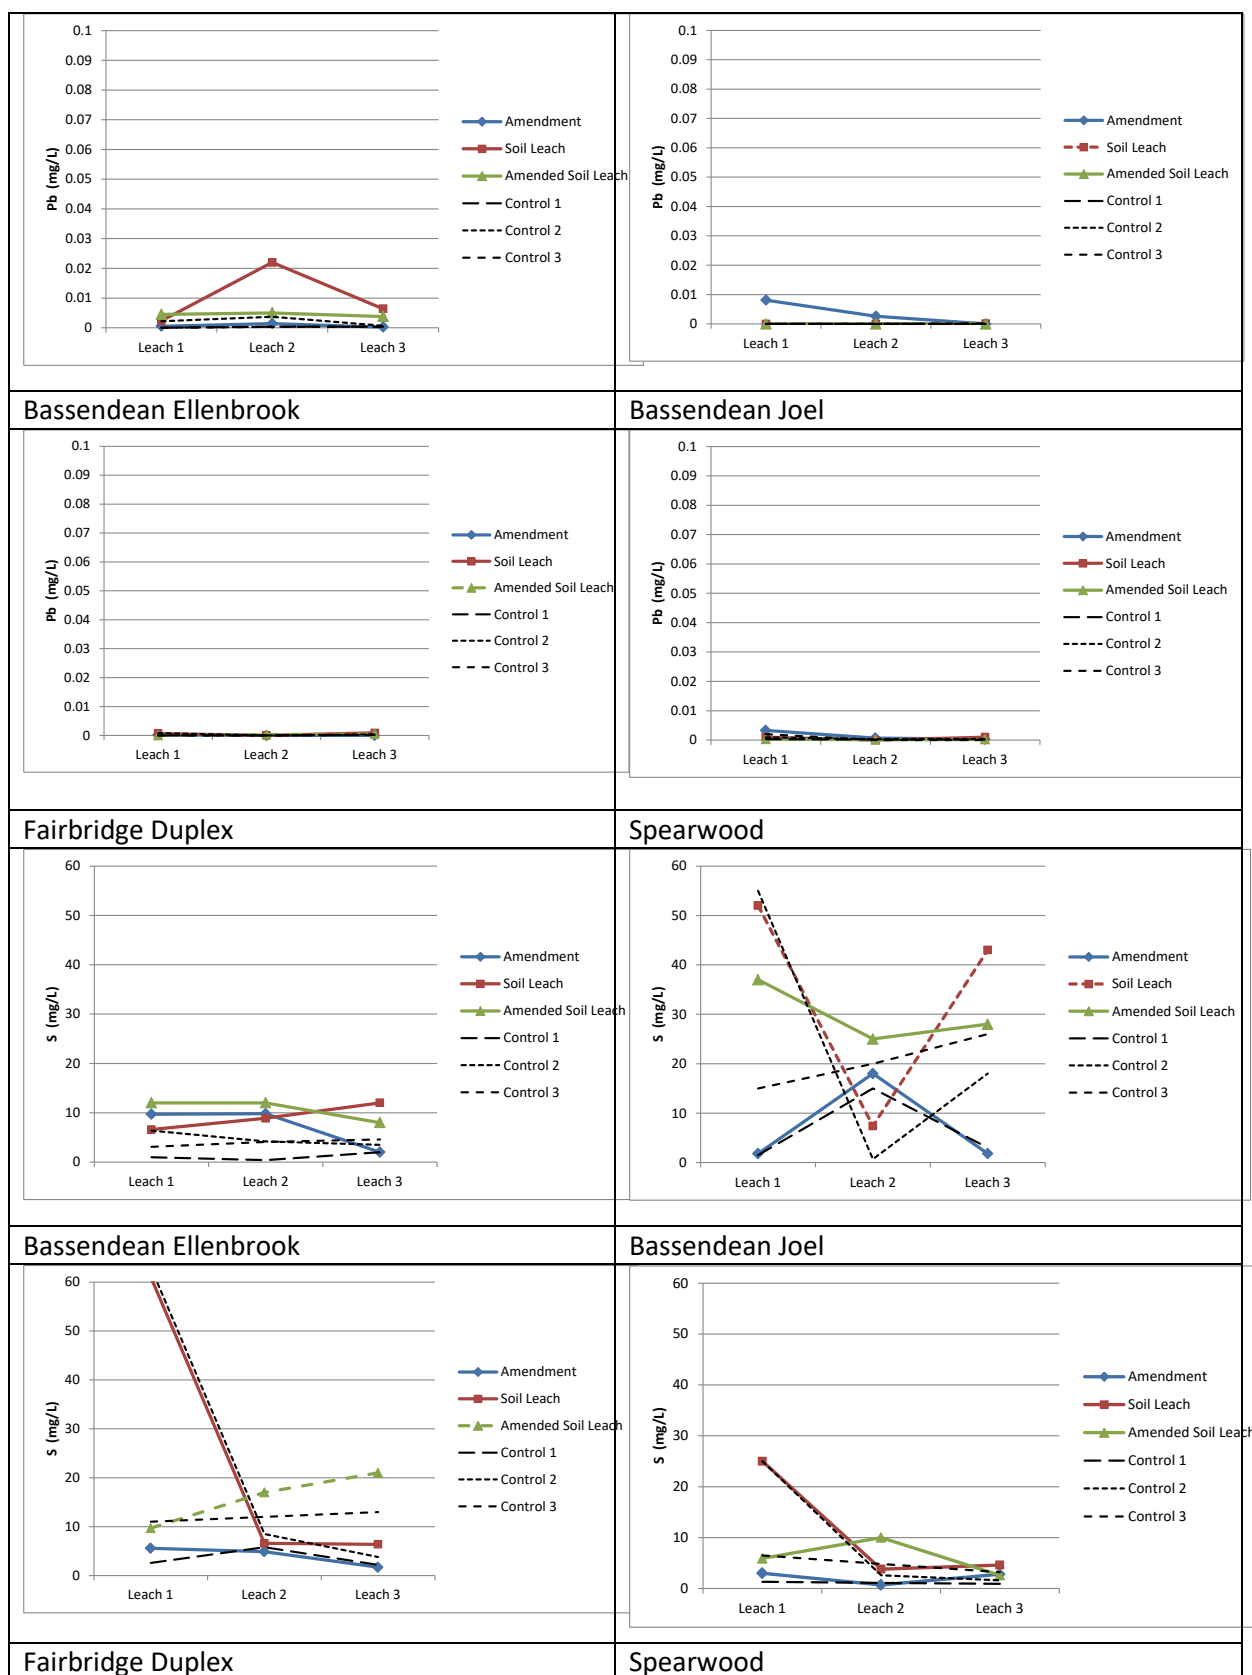 0.1
0.09
0.08
0.07
0.06
0.05
0.04
0.03
0.02
0.01
0
Pb (mg/L)
Leach 1 Leach 2 Leach 3
Amendment
Soil Leach
Amended Soil Leach
Control 1
Control 2
Control 3
0.1
0.09
0.08
0.07
0.06
0.05
0.04
0.03
0.02
0.01
0
Pb (mg/L)
Leach 1 Leach 2 Leach 3
Amendment
Soil Leach
Amended Soil Leach
Control 1
Control 2
Control 3
Bassendean Ellenbrook
Bassendean Joel
0.1
0.09
0.08
0.07
0.06
0.05
0.04
0.03
0.02
0.01
0
Pb (mg/L)
Leach 1 Leach 2 Leach 3
Amendment
Soil Leach
Amended Soil Leach
Control 1
Control 2
Control 3
0.1
0.09
0.08
0.07
0.06
0.05
0.04
0.03
0.02
0.01
0
Pb (mg/L)
Leach 1 Leach 2 Leach 3
Amendment
Soil Leach
Amended Soil Leach
Control 1
Control 2
Control 3
Fairbridge Duplex
Spearwood
60
50
40
30
20
10
0
S (mg/L)
Leach 1 Leach 2 Leach 3
Amendment
Soil Leach
Amended Soil Leach
Control 1
Control 2
Control 3
60
50
40
30
20
10
0
S (mg/L)
Leach 1 Leach 2 Leach 3
Amendment
Soil Leach
Amended Soil Leach
Control 1
Control 2
Control 3
Bassendean Ellenbrook
Bassendean Joel
60
50
40
30
20
10
0
S (mg/L)
Leach 1 Leach 2 Leach 3
Amendment
Soil Leach
Amended Soil Leach
Control 1
Control 2
Control 3
60
50
40
30
20
10
0
S (mg/L)
Leach 1 Leach 2 Leach 3
Amendment
Soil Leach
Amended Soil Leach
Control 1
Control 2
Control 3
Fairbridge Duplex
Spearwood